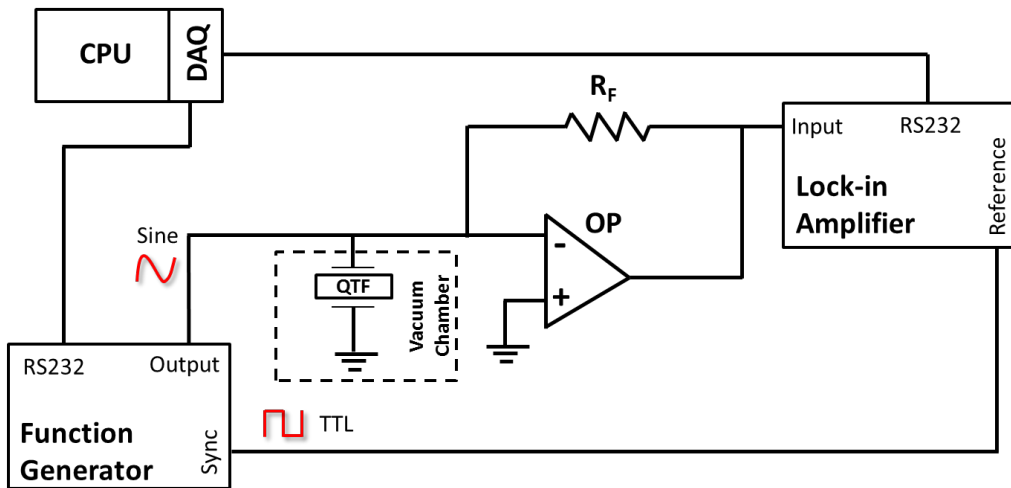 CPU
DAQ
R_F
Input
RS232
Reference
Lock-in
Amplifier
OP
-
+
Sine
QTF
Vacuum
Chamber
RS232
Output
Function
Generator
Sync
TTL